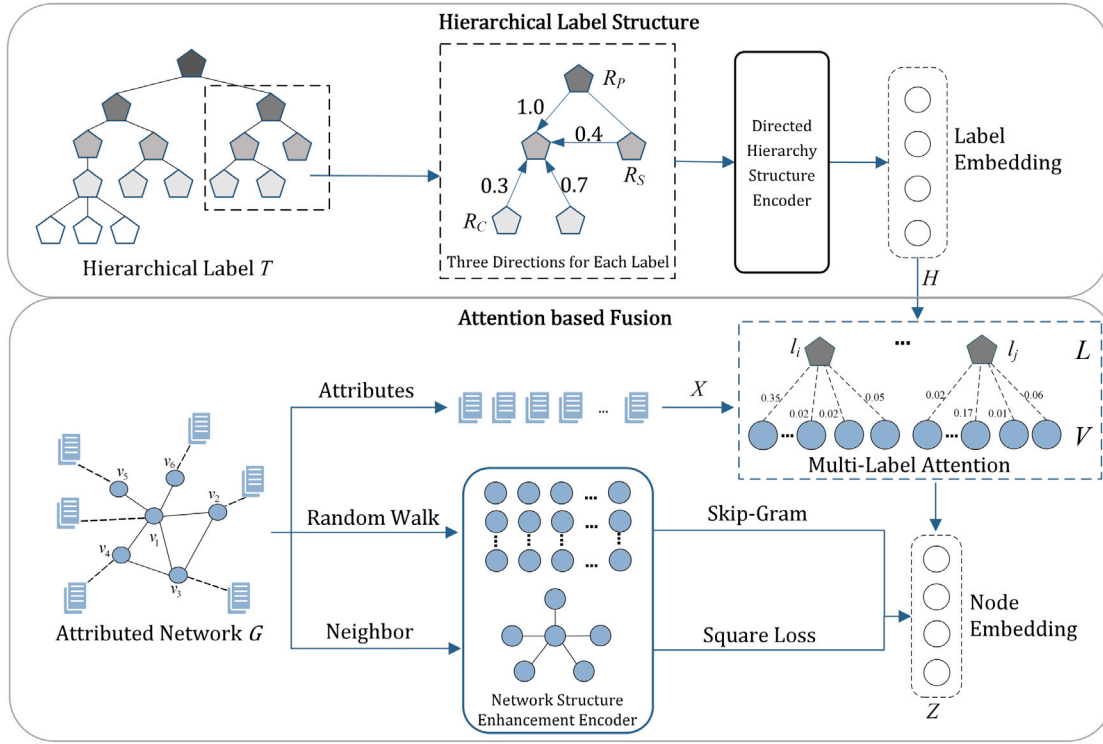 Hierarchical Label Structure
R_P
1.0
0.4
R_S
0.3
0.7
R_C
Hierarchical Label T
Three Directions for Each Label
Directed
Hierarchy
Structure
Encoder
Label
Embedding
H
Attention based Fusion
l_i
...
l_j
L
0.35
0.02
0.02
0.05
0.02
0.17
0.01
0.06
...
...
V
Multi-Label Attention
Attributes
...
X
v_5
v_6
v_2
v_1
v_4
v_3
Attributed Network G
Random Walk
Neighbor
...
...
...
Network Structure
Enhancement Encoder
Skip-Gram
Square Loss
Node
Embedding
Z